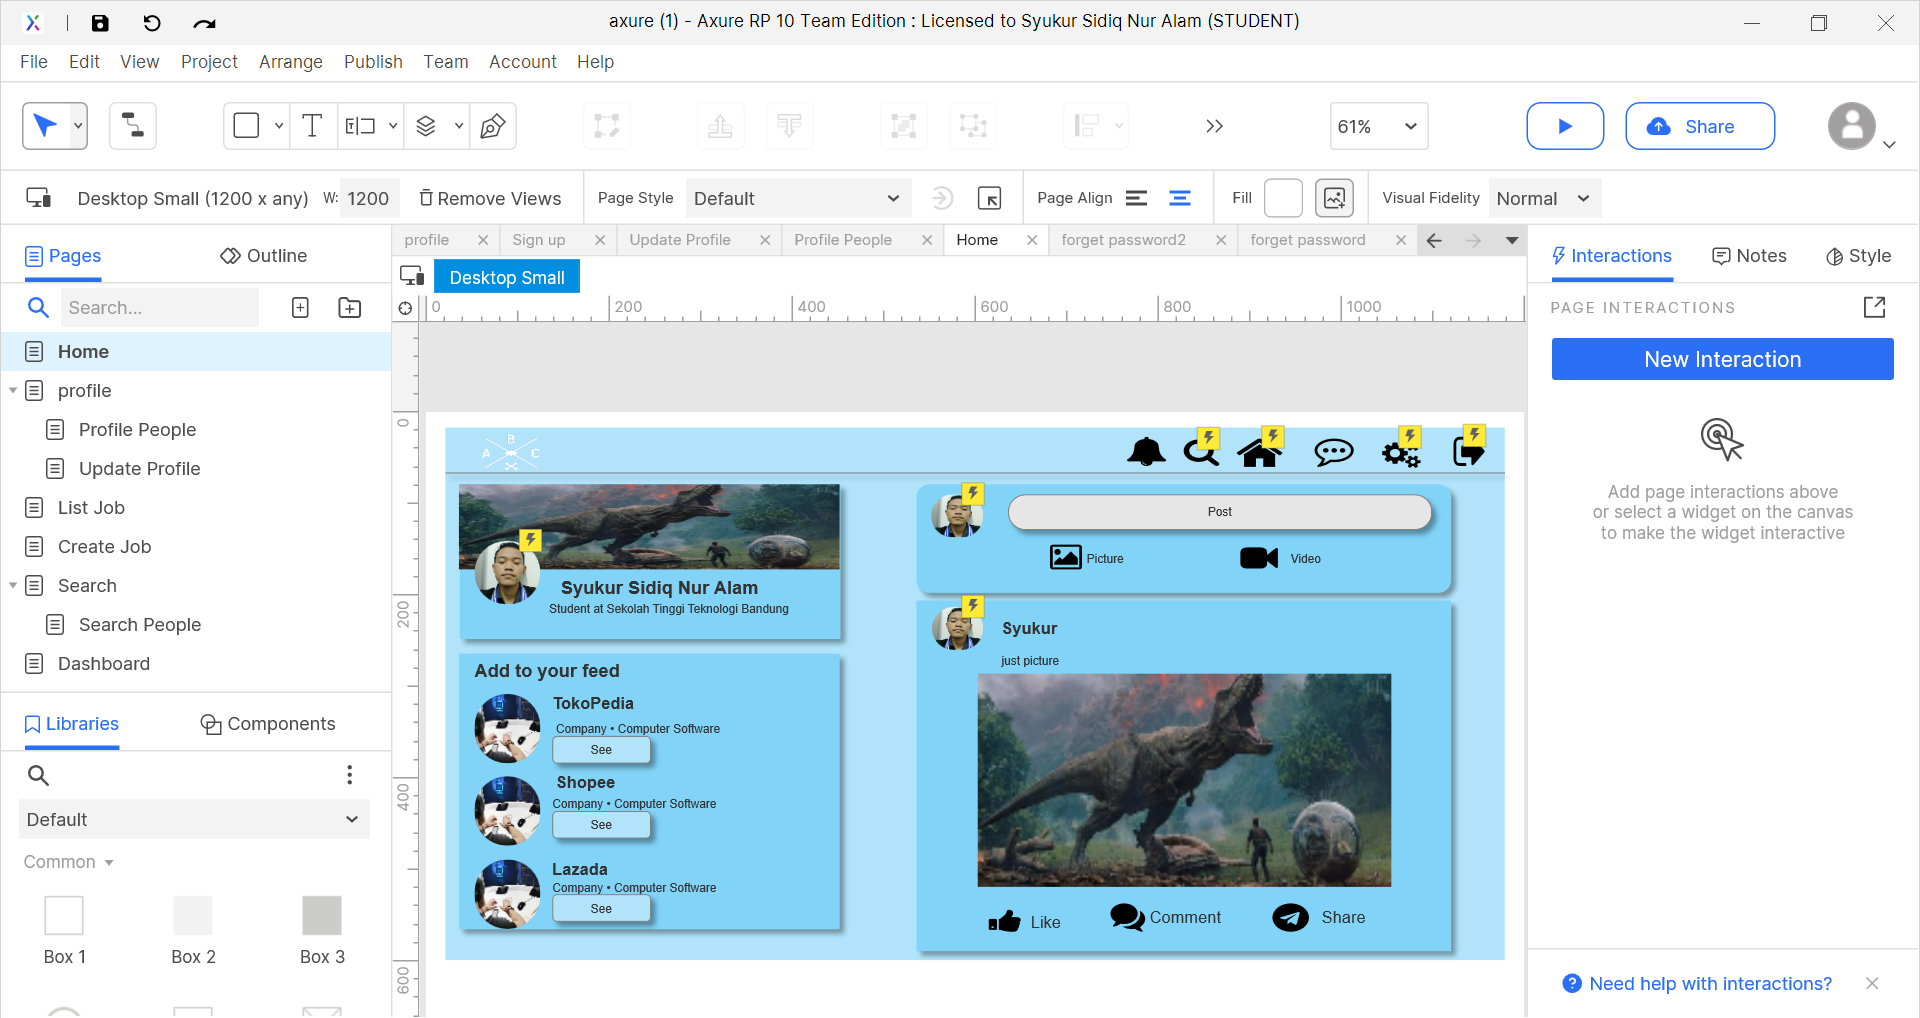 axure (1) - Axure RP 10 Team Edition : Licensed to Syukur Sidiq Nur Alam (STUDENT)
File Edit View Project Arrange Publish Team Account Help
61%
Share
Desktop Small (1200 x any) W: 1200 Remove Views Page Style Default Page Align Fill Visual Fidelity Normal
Pages Outline
profile Sign up Update Profile Profile People Home forget password2 forget password
Interactions Notes Style
Desktop Small
Search...
0 200 400 600 800 1000
PAGE INTERACTIONS
New Interaction
Add page interactions above
or select a widget on the canvas
to make the widget interactive
Home
profile
Profile People
Update Profile
List Job
Create Job
Search
Search People
Dashboard
Libraries Components
Default
Common
Box 1 Box 2 Box 3
0
200
400
600
B
A C
Syukur Sidiq Nur Alam
Student at Sekolah Tinggi Teknologi Bandung
Add to your feed
TokoPedia
Company • Computer Software
See
Shopee
Company • Computer Software
See
Lazada
Company • Computer Software
See
Post
Picture Video
Syukur
just picture
Like Comment Share
Need help with interactions?